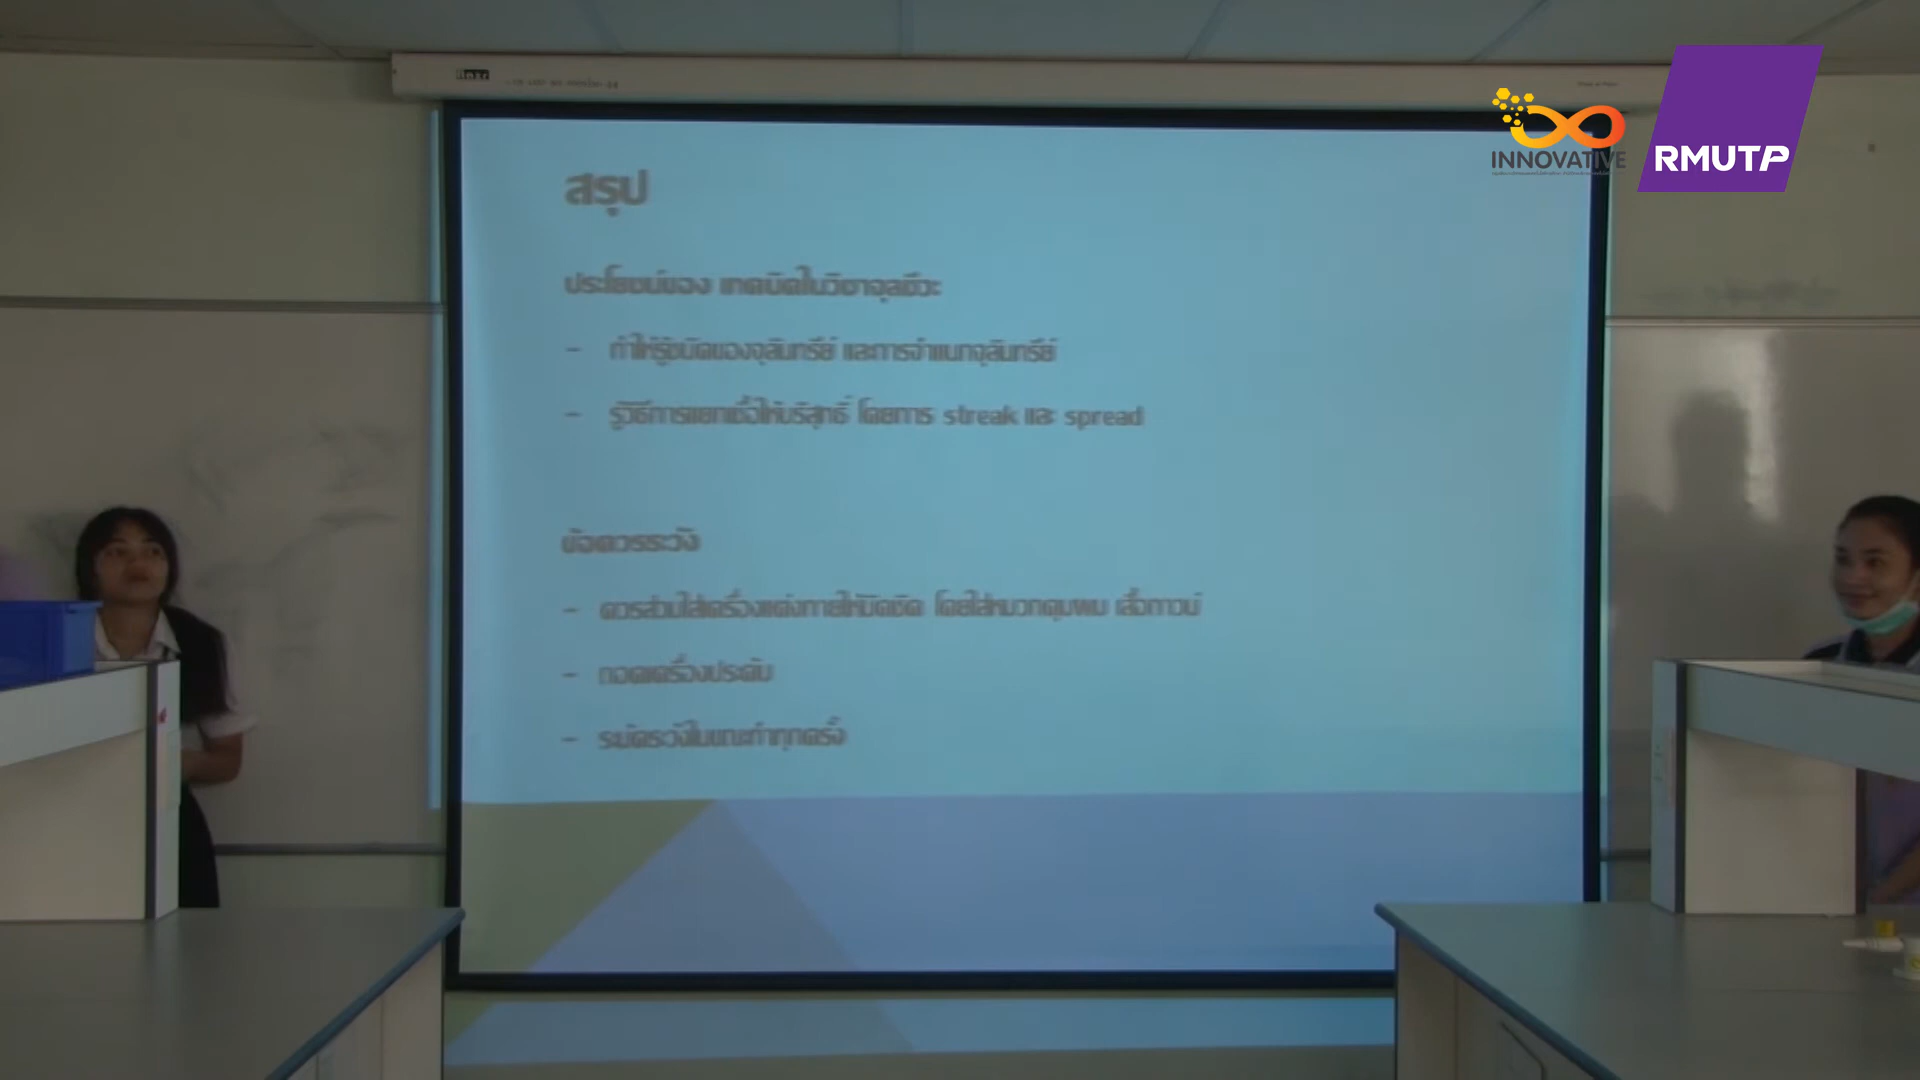 INNOVATIVE
RMUTP
สรุป
ประโยชน์ของ เทคนิคในวิชาจุลชีวะ
- ทำให้รู้ชนิดของจุลินทรีย์ และการจำแนกจุลินทรีย์
- รู้วิธีการแยกเชื้อให้บริสุทธิ์ โดยการ streak และ spread
ข้อควรระวัง
- ควรสวมใส่เครื่องแต่งกายให้มิดชิด โดยใส่หมวกคุมผม เสื้อกาวน์
- ถอดเครื่องประดับ
- ระมัดระวังในขณะทำทุกครั้ง